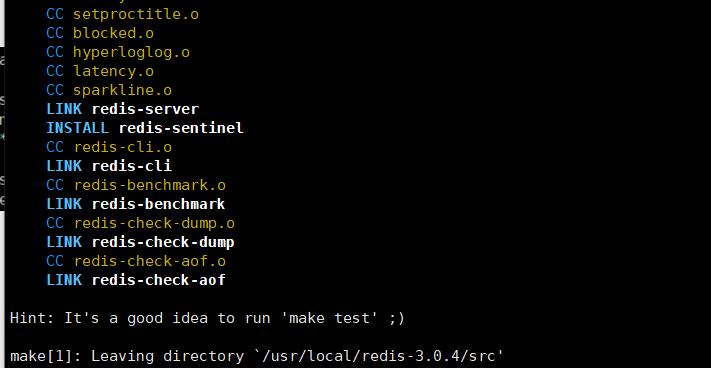 CC setproctitle.o
CC blocked.o
CC hyperloglog.o
CC latency.o
CC sparkline.o
LINK redis-server
INSTALL redis-sentinel
CC redis-cli.o
LINK redis-cli
CC redis-benchmark.o
LINK redis-benchmark
CC redis-check-dump.o
LINK redis-check-dump
CC redis-check-aof.o
LINK redis-check-aof
Hint: It's a good idea to run 'make test' ;)
make[1]: Leaving directory `/usr/local/redis-3.0.4/src'